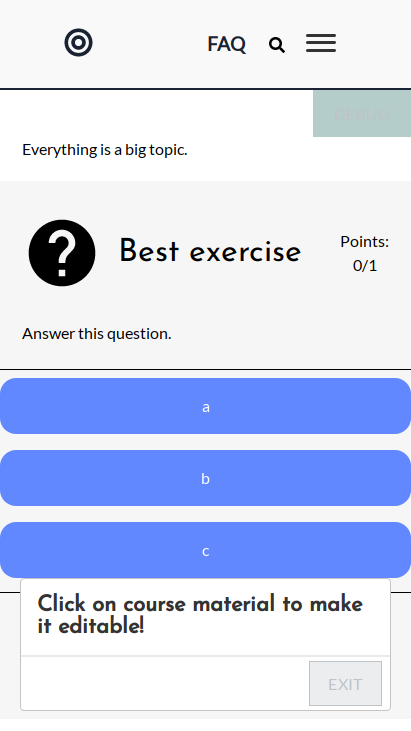 FAQ
DEBUG
Everything is a big topic.
Best exercise
Points:
0/1
Answer this question.
a
b
c
Click on course material to make
it editable!
EXIT